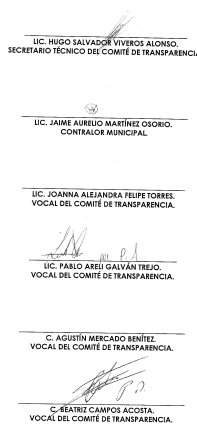 LIC. HUGO SALVADOR VIVEROS ALONSO.
SECRETARIO TÉCNICO DEL COMITÉ DE TRANSPARENCIA
LIC. JAIME AURELIO MARTÍNEZ OSORIO.
CONTRALOR MUNICIPAL.
LIC. JOANNA ALEJANDRA FELIPE TORRES.
VOCAL DEL COMITÉ DE TRANSPARENCIA.
LIC. PABLO ARELI GALVÁN TREJO.
VOCAL DEL COMITÉ DE TRANSPARENCIA.
C. AGUSTÍN MERCADO BENÍTEZ.
VOCAL DEL COMITÉ DE TRANSPARENCIA.
C. BEATRIZ CAMPOS ACOSTA.
VOCAL DEL COMITÉ DE TRANSPARENCIA.